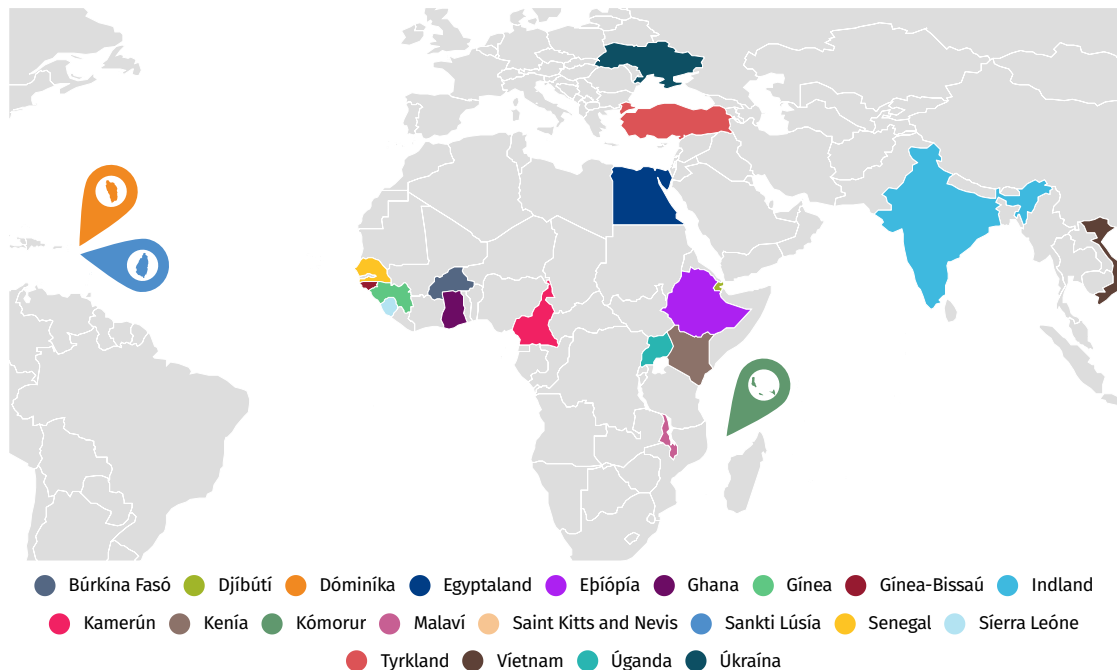 Búrkína Fasó Djíbútí Dóminíka Egyptaland Eþíópía Ghana Gínea Gínea-Bissaú Indland
Kamerún Kenía Kómorur Malaví Saint Kitts and Nevis Sankti Lúsía Senegal Síerra Leóne
Tyrkland Víetnam Úganda Úkraína